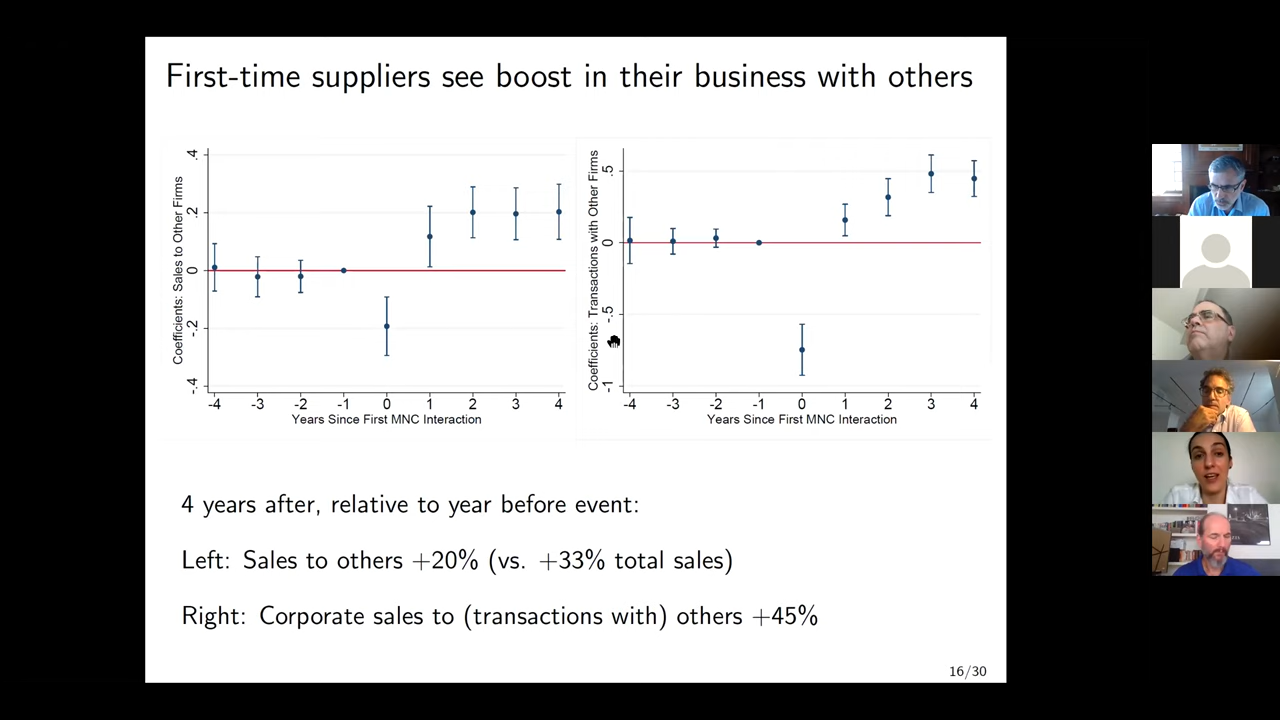 First-time suppliers see boost in their business with others
Coefficients: Sales to Other Firms
.4
.2
0
-.2
-.4
-4 -3 -2 -1 0 1 2 3 4
Years Since First MNC Interaction
Coefficients: Transactions with Other Firms
.5
0
-.5
-1
-4 -3 -2 -1 0 1 2 3 4
Years Since First MNC Interaction
4 years after, relative to year before event:
Left: Sales to others +20% (vs. +33% total sales)
Right: Corporate sales to (transactions with) others +45%
16/30